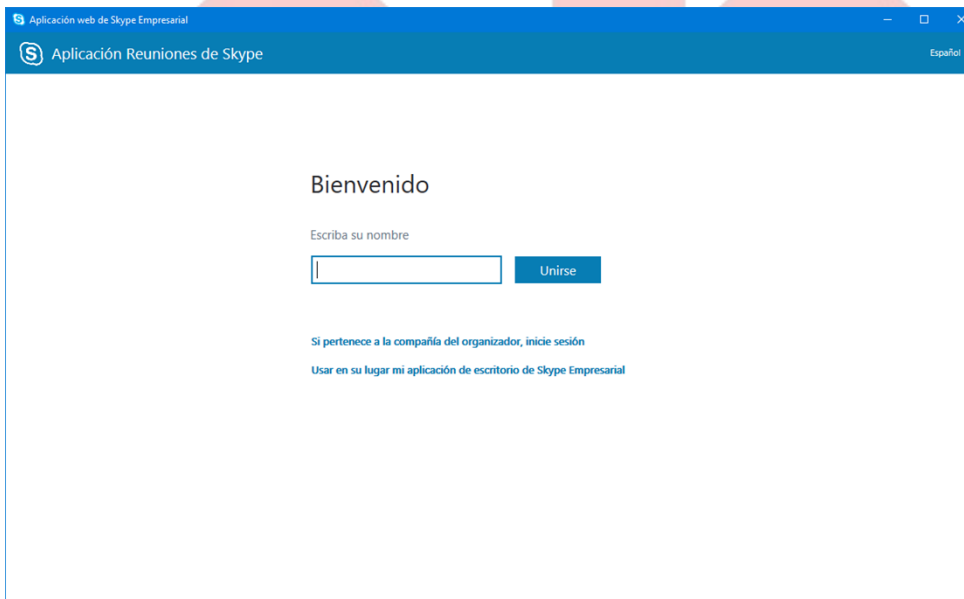 Aplicación web de Skype Empresarial
Aplicación Reuniones de Skype
Español
Bienvenido
Escriba su nombre
Unirse
Si pertenece a la compañía del organizador, inicie sesión
Usar en su lugar mi aplicación de escritorio de Skype Empresarial